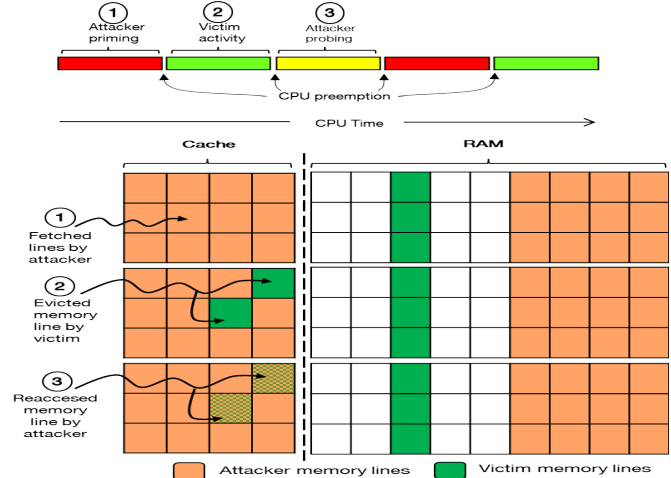 1
Attacker
priming
2
Victim
activity
3
Attacker
probing
CPU preemption
CPU Time
Cache
RAM
1
Fetched
lines by
attacker
2
Evicted
memory
line by
victim
3
Reaccesed
memory
line by
attacker
Attacker memory lines
Victim memory lines